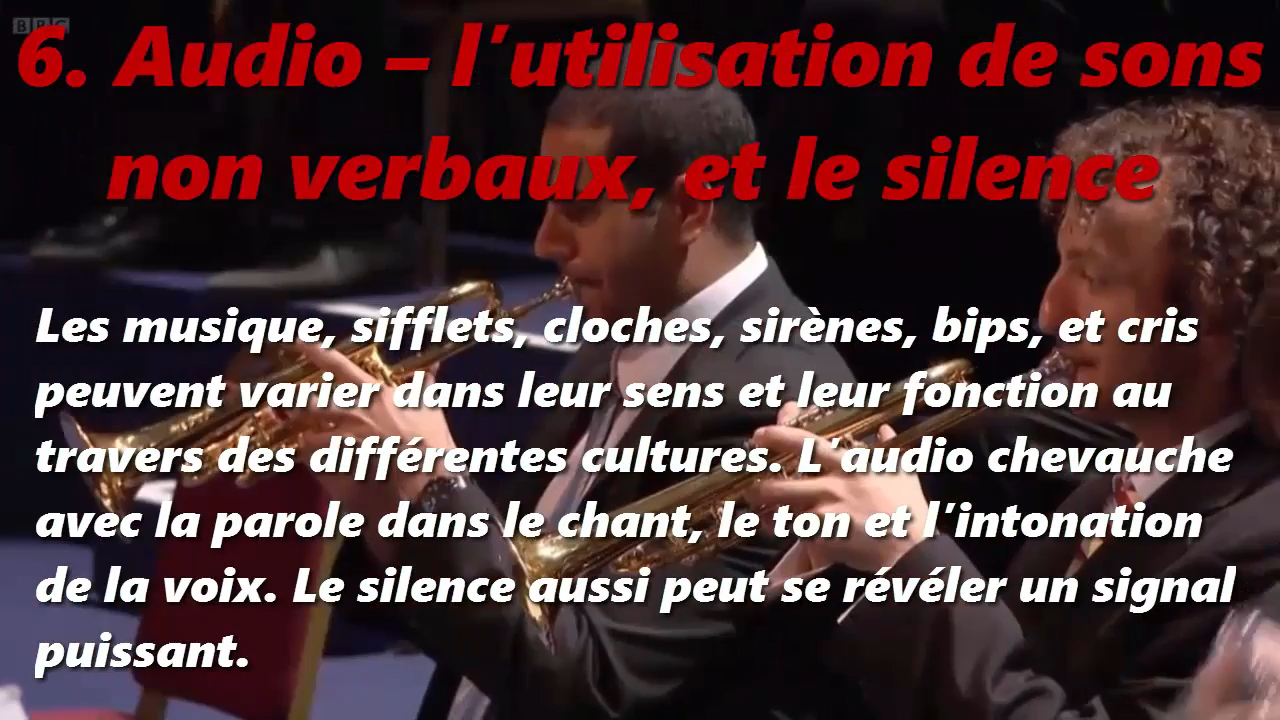 BBC
6. Audio – l'utilisation de sons
non verbaux, et le silence
Les musique, sifflets, cloches, sirènes, bips, et cris
peuvent varier dans leur sens et leur fonction au
travers des différentes cultures. L'audio chevauche
avec la parole dans le chant, le ton et l'intonation
de la voix. Le silence aussi peut se révéler un signal
puissant.